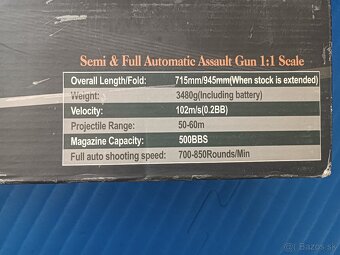 Semi & Full Automatic Assault Gun 1:1 Scale
Overall Length/Fold: 715mm/945mm(When stock is extended)
Weight: 3480g(Including battery)
Velocity: 102m/s(0.2BB)
Projectile Range: 50-60m
Magazine Capacity: 500BBS
Full auto shooting speed: 700-850Rounds/Min
© Bazos.sk